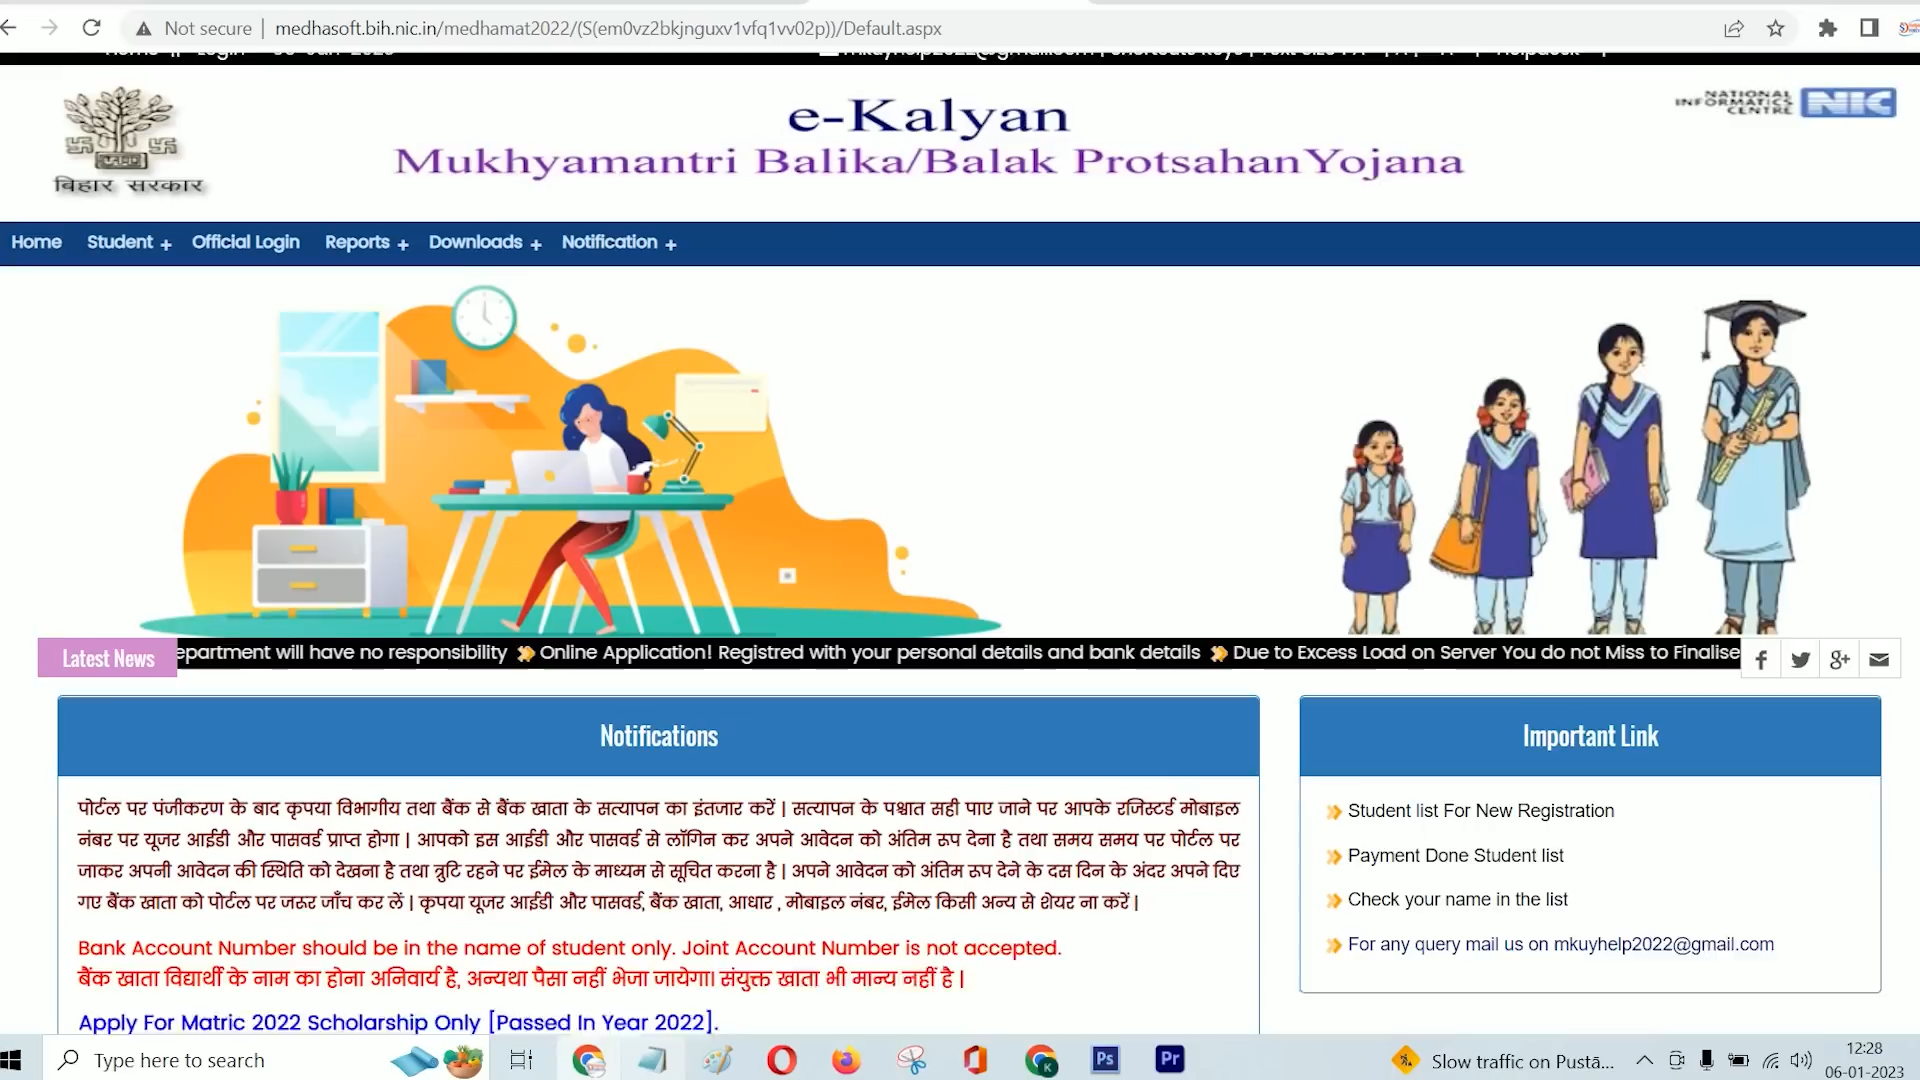 Not secure | medhasoft.bih.nic.in/medhamat2022/(S(em0vz2bkjnguxv1vfq1vv02p))/Default.aspx
e-Kalyan
Mukhyamantri Balika/Balak Protsahan Yojana
बिहार सरकार
NATIONAL
INFORMATICS
CENTRE
NIC
Home Student + Official Login Reports + Downloads + Notification +
Latest News
epartment will have no responsibility Online Application! Registred with your personal details and bank details Due to Excess Load on Server You do not Miss to Finalise
Notifications
पोर्टल पर पंजीकरण के बाद कृपया विभागीय तथा बैंक से बैंक खाता के सत्यापन का इंतजार करें | सत्यापन के पश्चात सही पाए जाने पर आपके रजिस्टर्ड मोबाइल
नंबर पर यूजर आईडी और पासवर्ड प्राप्त होगा | आपको इस आईडी और पासवर्ड से लॉगिन कर अपने आवेदन को अंतिम रूप देना है तथा समय समय पर पोर्टल पर
जाकर अपनी आवेदन की स्थिति को देखना है तथा त्रुटि रहने पर ईमेल के माध्यम से सूचित करना है | अपने आवेदन को अंतिम रूप देने के दस दिन के अंदर अपने दिए
गए बैंक खाता को पोर्टल पर जरूर जाँच कर लें | कृपया यूजर आईडी और पासवर्ड, बैंक खाता, आधार , मोबाइल नंबर, ईमेल किसी अन्य से शेयर ना करें |
Bank Account Number should be in the name of student only. Joint Account Number is not accepted.
बैंक खाता विद्यार्थी के नाम का होना अनिवार्य है, अन्यथा पैसा नहीं भेजा जायेगा। संयुक्त खाता भी मान्य नहीं है |
Apply For Matric 2022 Scholarship Only [Passed In Year 2022].
Important Link
Student list For New Registration
Payment Done Student list
Check your name in the list
For any query mail us on mkuyhelp2022@gmail.com
Type here to search
Ps
Pr
Slow traffic on Pustā...
12:28
06-01-2023